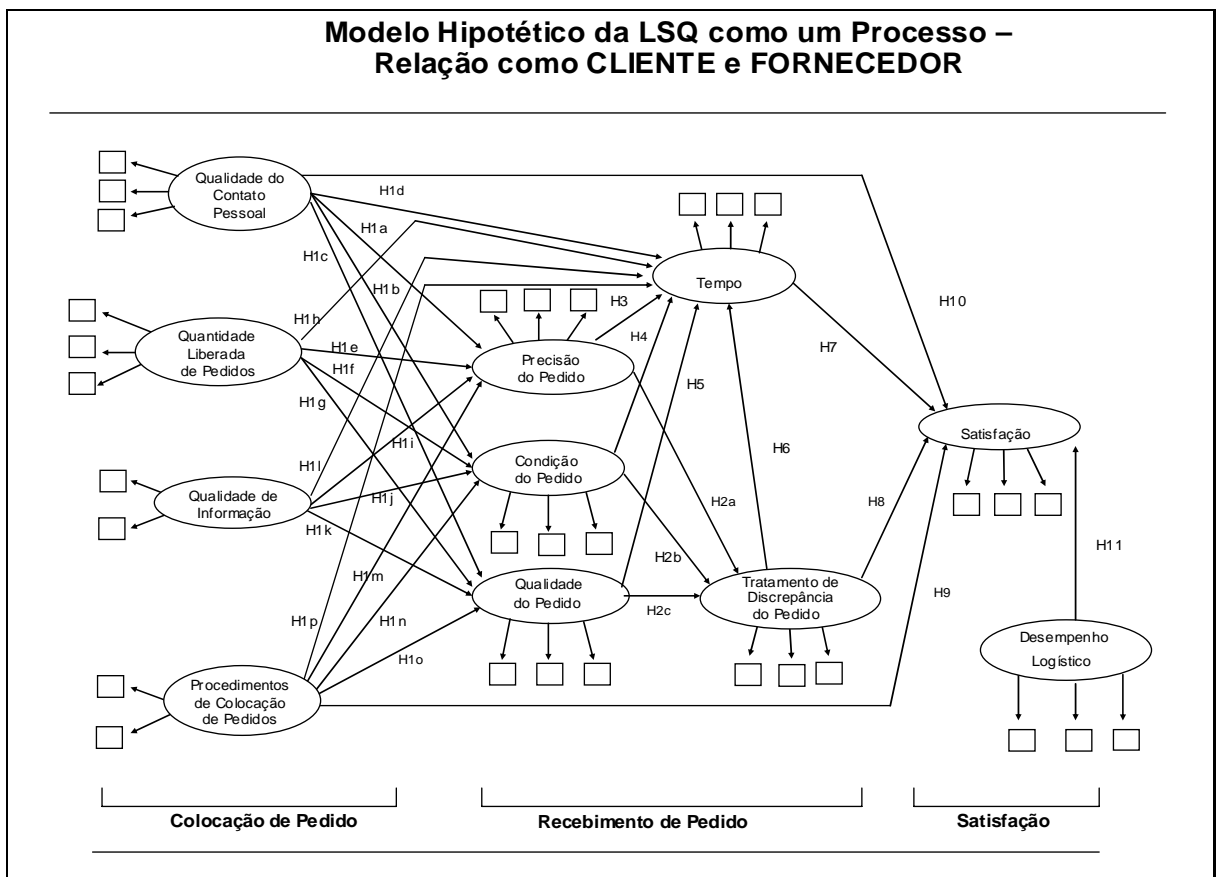 Modelo Hipotético da LSQ como um Processo –
Relação como CLIENTE e FORNECEDOR
Qualidade do
Contato
Pessoal
H1d
H1a
H1c
H1b
Tempo
H10
H3
H4
H1h
Quantidade
Liberada
de Pedidos
H1e
H1f
H1g
Precisão
do Pedido
H5
H7
Satisfação
H1i
H6
H1l
Qualidade de
Informação
H1j
H1k
Condição
do Pedido
H2a
H8
H2b
H11
H1m
Qualidade
do Pedido
H2c
Tratamento de
Discrepância
do Pedido
H9
H1p
H1n
H1o
Desempenho
Logístico
Procedimentos
de Colocação
de Pedidos
Colocação de Pedido
Recebimento de Pedido
Satisfação